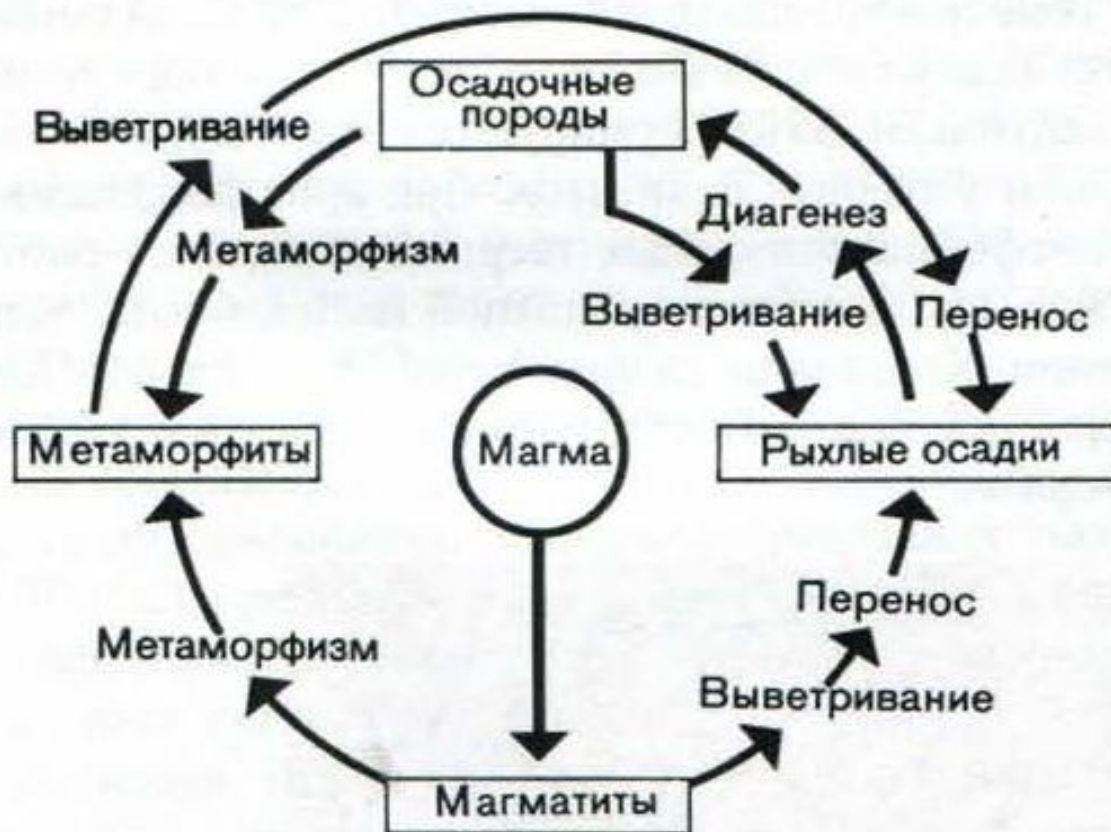 Осадочные
породы
Выветривание
Метаморфизм
Диагенез
Выветривание
Перенос
Метаморфиты
Магма
Рыхлые осадки
Перенос
Метаморфизм
Выветривание
Магматиты